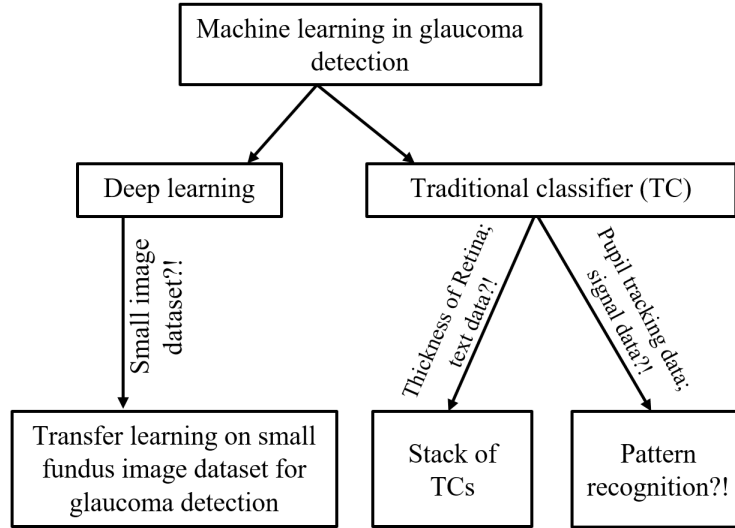 Machine learning in glaucoma
detection
Deep learning
Traditional classifier (TC)
Small image
dataset?!
Thickness of Retina;
text data?!
Pupil tracking data;
signal data?!
Transfer learning on small
fundus image dataset for
glaucoma detection
Stack of
TCs
Pattern
recognition?!